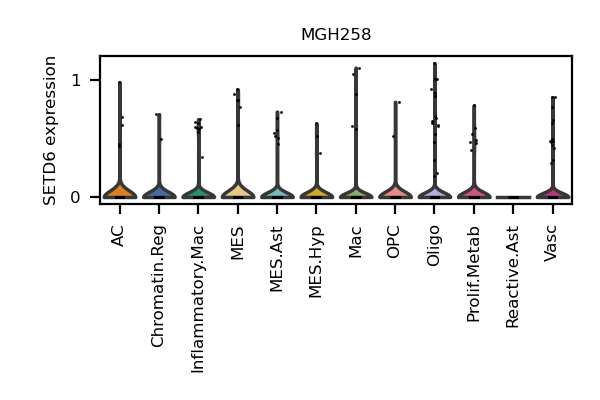 MGH258
SETD6 expression
1
0
AC
Chromatin.Reg
Inflammatory.Mac
MES
MES.Ast
MES.Hyp
Mac
OPC
Oligo
Prolif.Metab
Reactive.Ast
Vasc